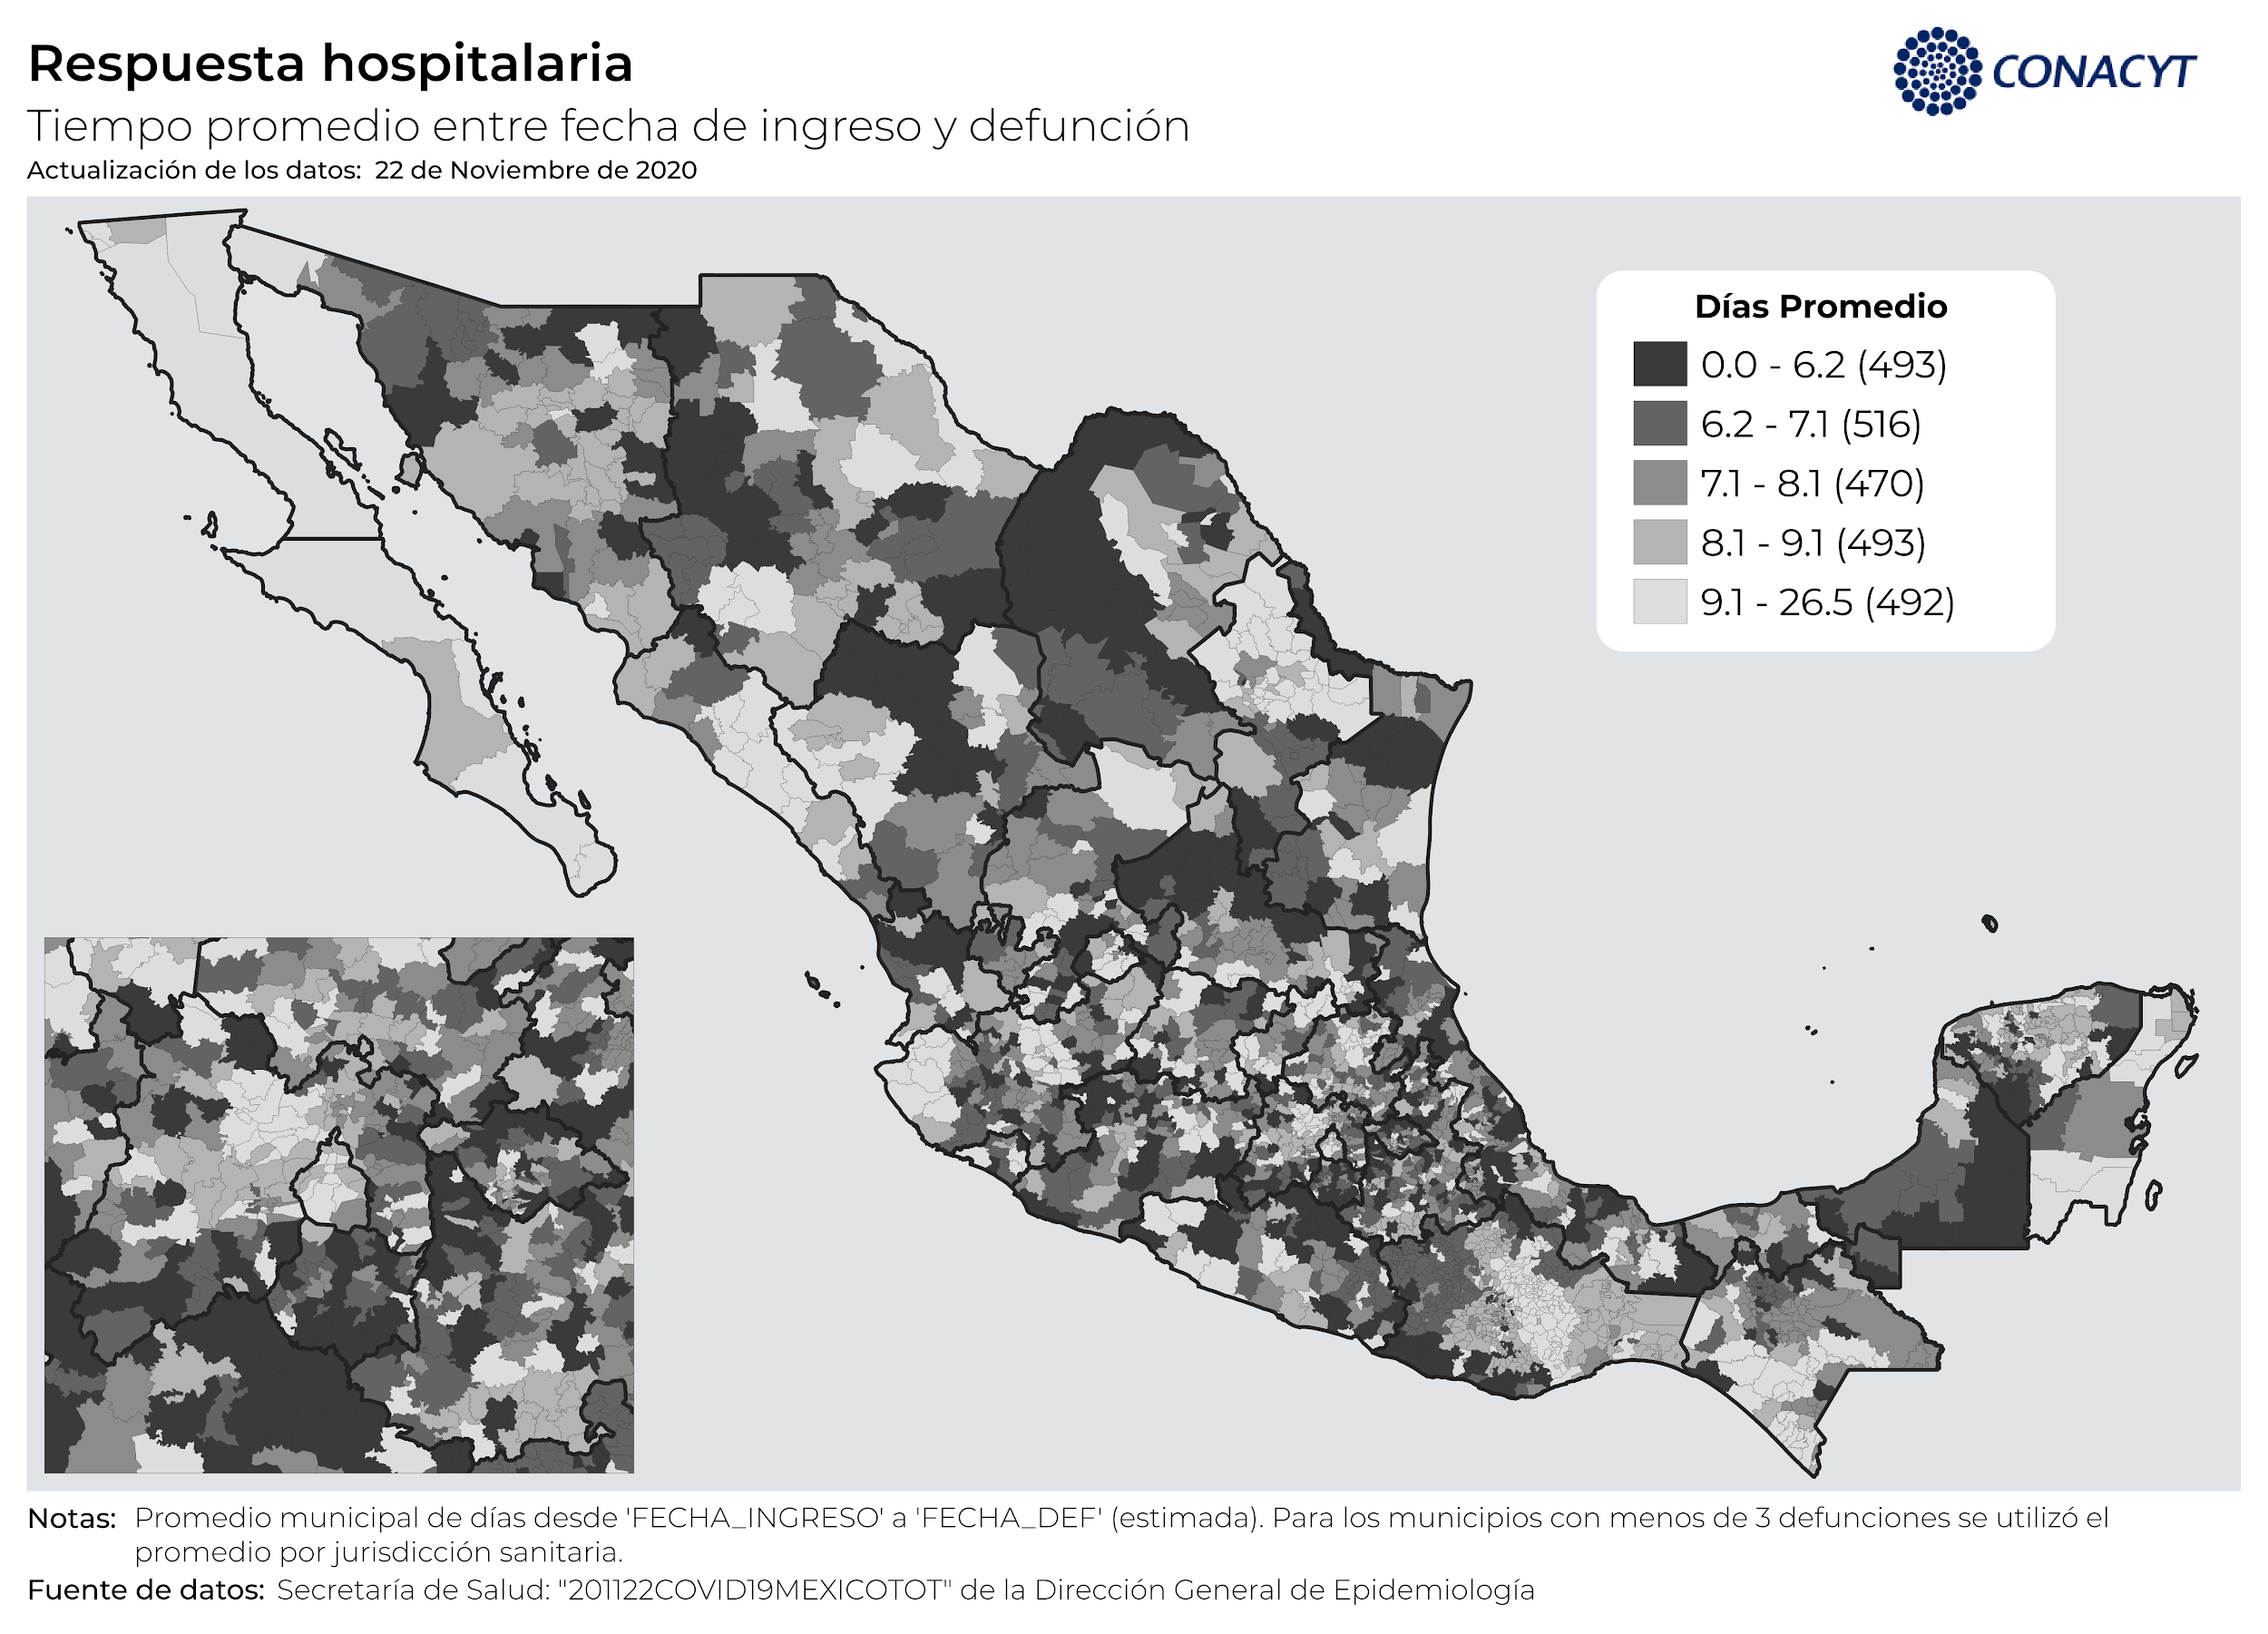 Respuesta hospitalaria
CONACYT
Tiempo promedio entre fecha de ingreso y defunción
Actualización de los datos: 22 de Noviembre de 2020
Días Promedio
0.0 - 6.2 (493)
6.2 - 7.1 (516)
7.1 - 8.1 (470)
8.1 - 9.1 (493)
9.1 - 26.5 (492)
Notas: Promedio municipal de días desde 'FECHA_INGRESO' a 'FECHA_DEF' (estimada). Para los municipios con menos de 3 defunciones se utilizó el
promedio por jurisdicción sanitaria.
Fuente de datos: Secretaría de Salud: "201122COVID19MEXICOTOT" de la Dirección General de Epidemiología